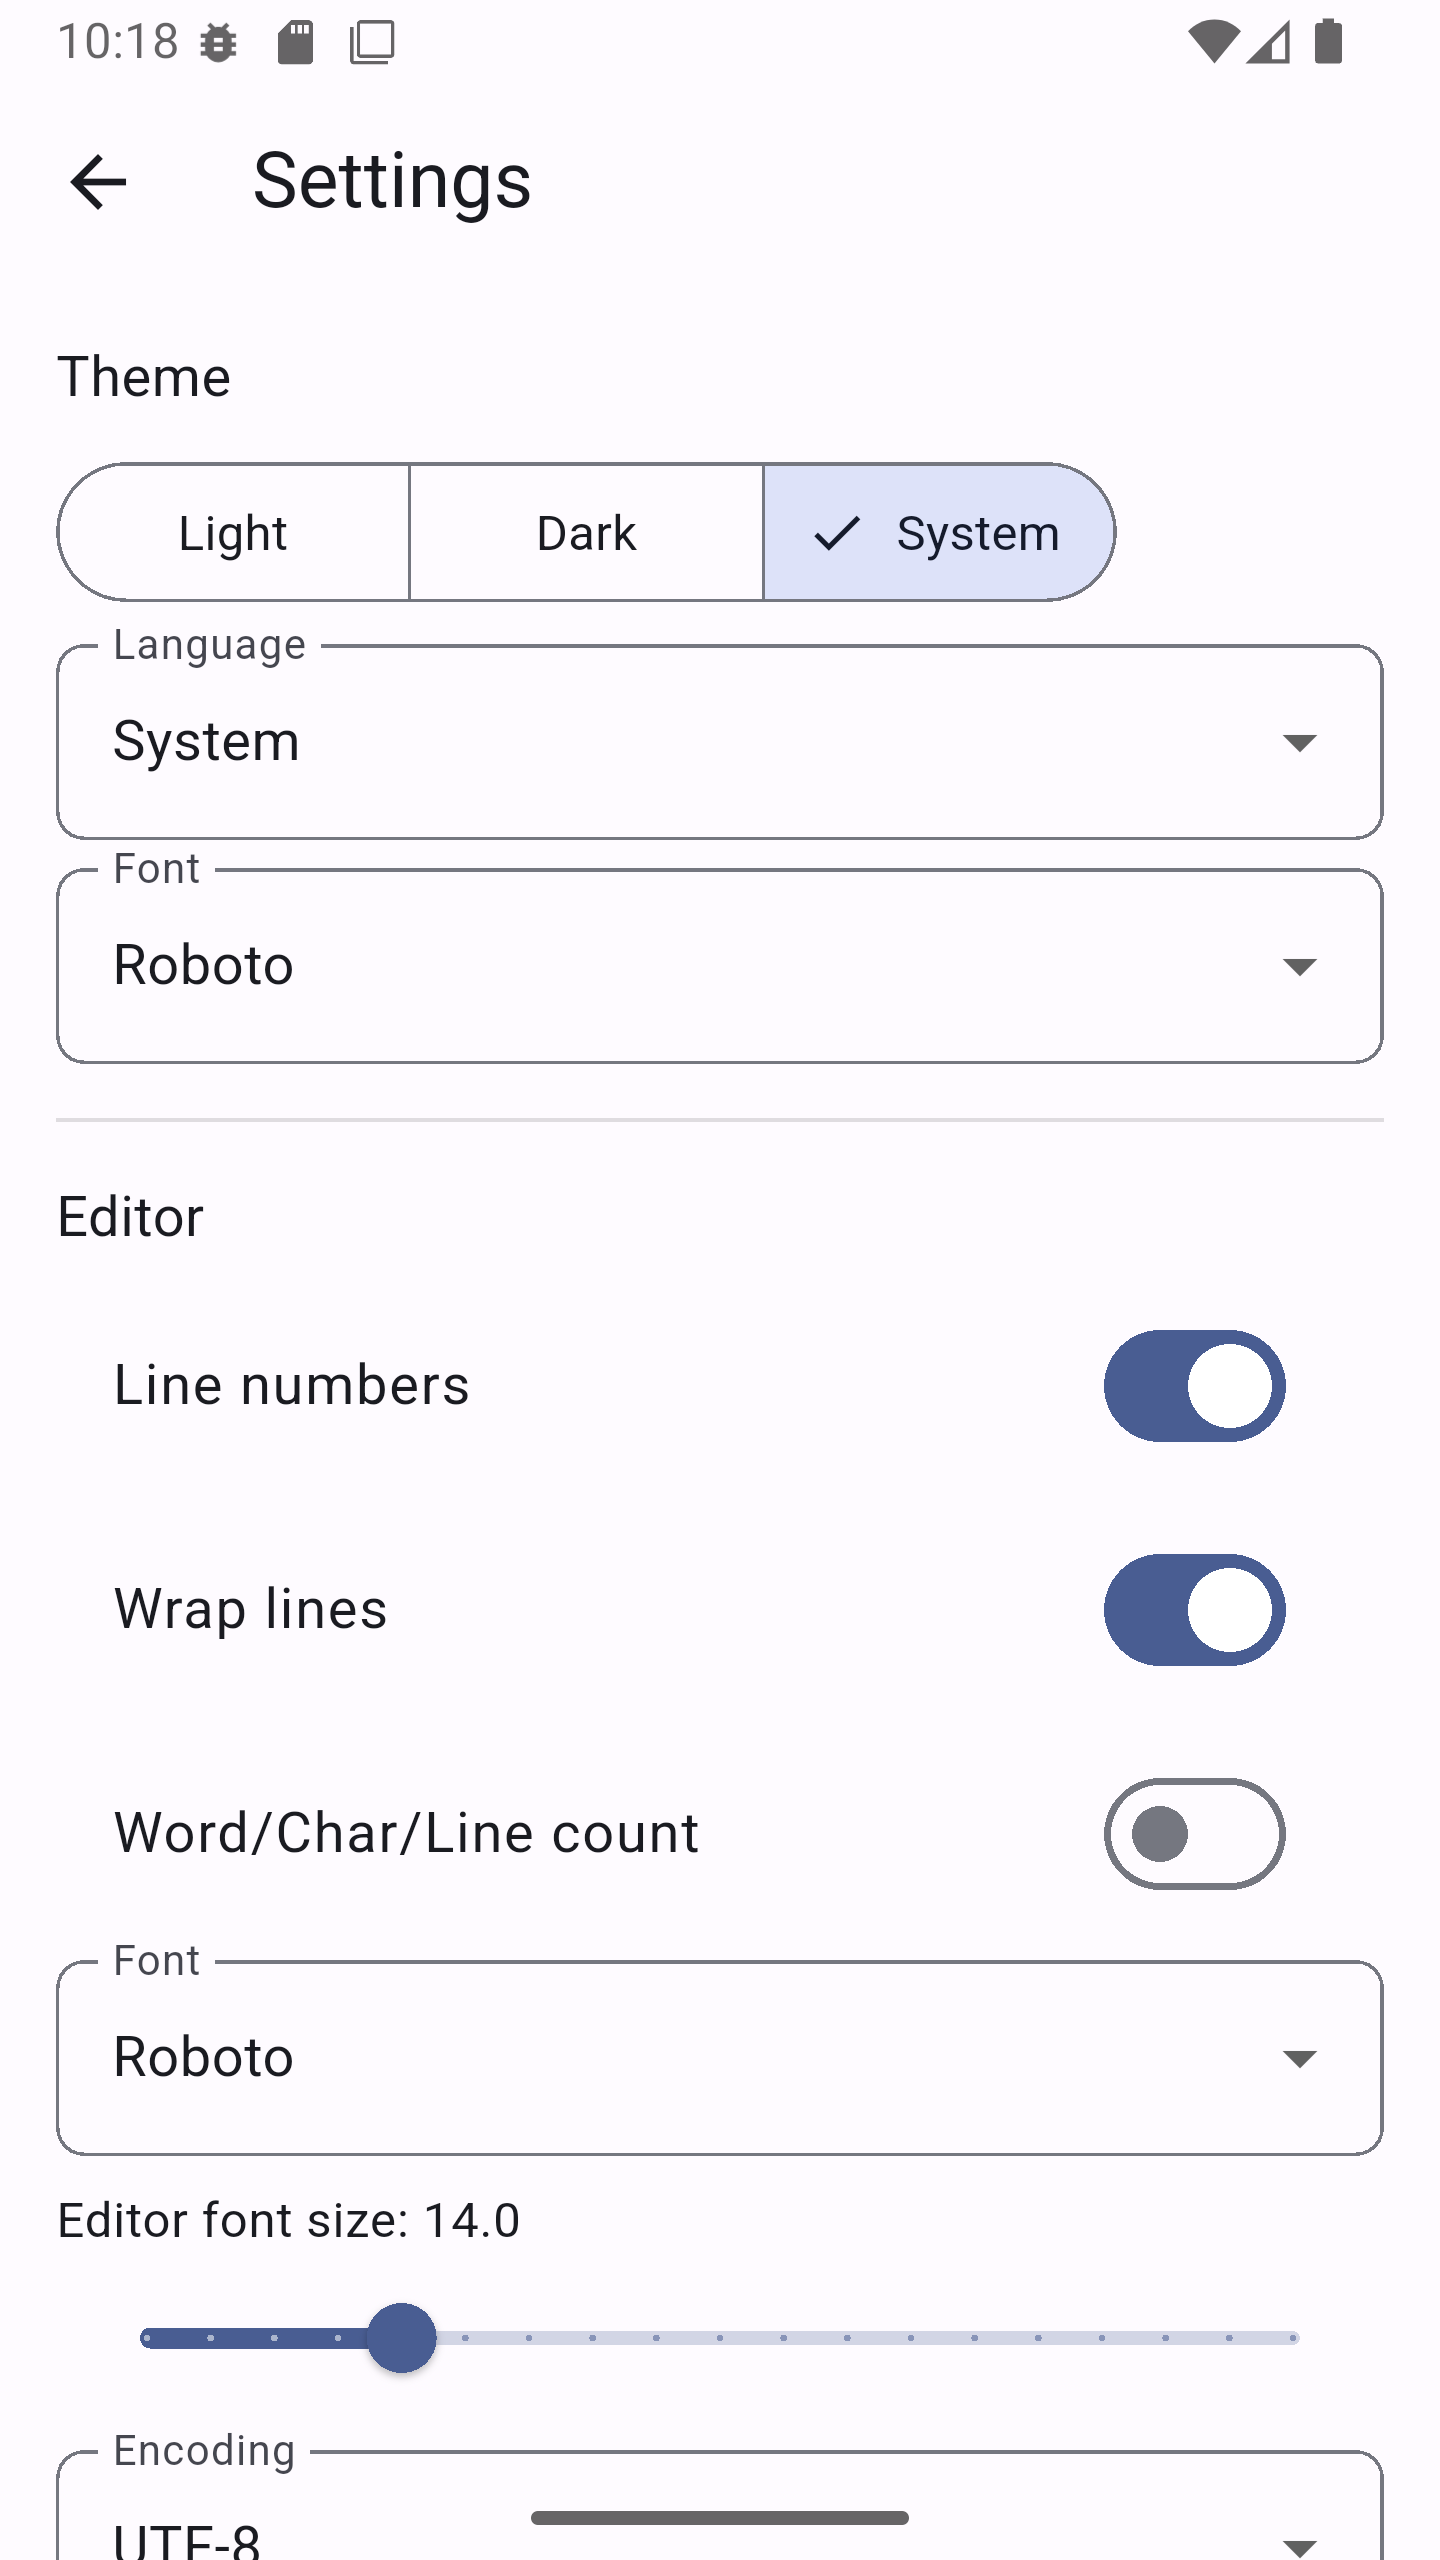 10:18
Settings
Theme
Light
Dark
System
Language
System
Font
Roboto
Editor
Line numbers
Wrap lines
Word/Char/Line count
Font
Roboto
Editor font size: 14.0
Encoding
UTF-8